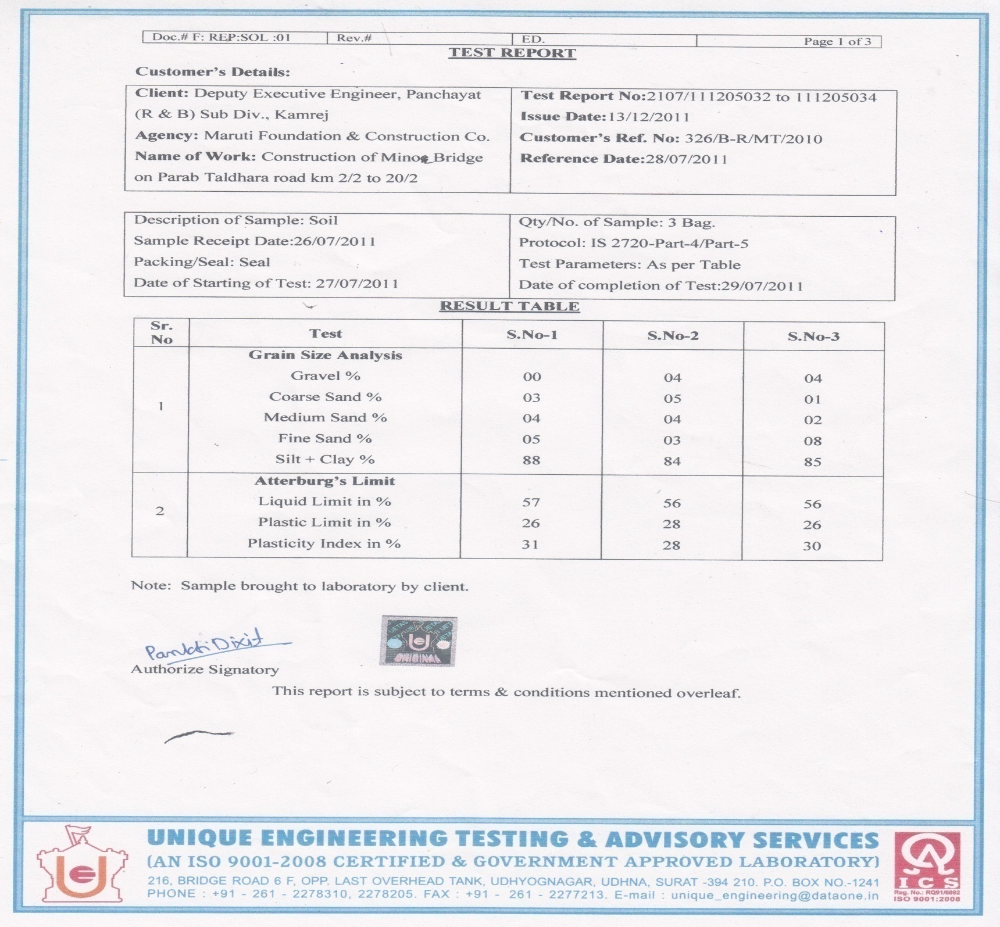 Doc.# F: REP:SOL :01 Rev.# ED. Page 1 of 3
TEST REPORT
Customer's Details:
Client: Deputy Executive Engineer, Panchayat
(R & B) Sub Div., Kamrej
Agency: Maruti Foundation & Construction Co.
Name of Work: Construction of Minor Bridge
on Parab Taldhara road km 2/2 to 20/2
Test Report No:2107/111205032 to 111205034
Issue Date:13/12/2011
Customer's Ref. No: 326/B-R/MT/2010
Reference Date:28/07/2011
Description of Sample: Soil
Sample Receipt Date:26/07/2011
Packing/Seal: Seal
Date of Starting of Test: 27/07/2011
Qty/No. of Sample: 3 Bag.
Protocol: IS 2720-Part-4/Part-5
Test Parameters: As per Table
Date of completion of Test:29/07/2011
RESULT TABLE
Sr. No Test S.No-1 S.No-2 S.No-3
Grain Size Analysis
Gravel % 00 04 04
Coarse Sand % 03 05 01
1
Medium Sand % 04 04 02
Fine Sand % 05 03 08
Silt + Clay % 88 84 85
Atterburg's Limit
Liquid Limit in % 57 56 56
2
Plastic Limit in % 26 28 26
Plasticity Index in % 31 28 30
Note: Sample brought to laboratory by client.
Dixit
UETAS
ORIGINAL
Authorize Signatory
This report is subject to terms & conditions mentioned overleaf.
UNIQUE ENGINEERING TESTING & ADVISORY SERVICES
(AN ISO 9001-2008 CERTIFIED & GOVERNMENT APPROVED LABORATORY)
216, BRIDGE ROAD 6 F, OPP. LAST OVERHEAD TANK, UDHYOGNAGAR, UDHNA, SURAT -394 210. P.O. BOX NO.-1241
PHONE : +91 - 261 - 2278310, 2278205. FAX : +91 - 261 - 2277213. E-mail : unique_engineering@dataone.in
ICS
Reg. No.: RQ91/6092
ISO 9001:2008